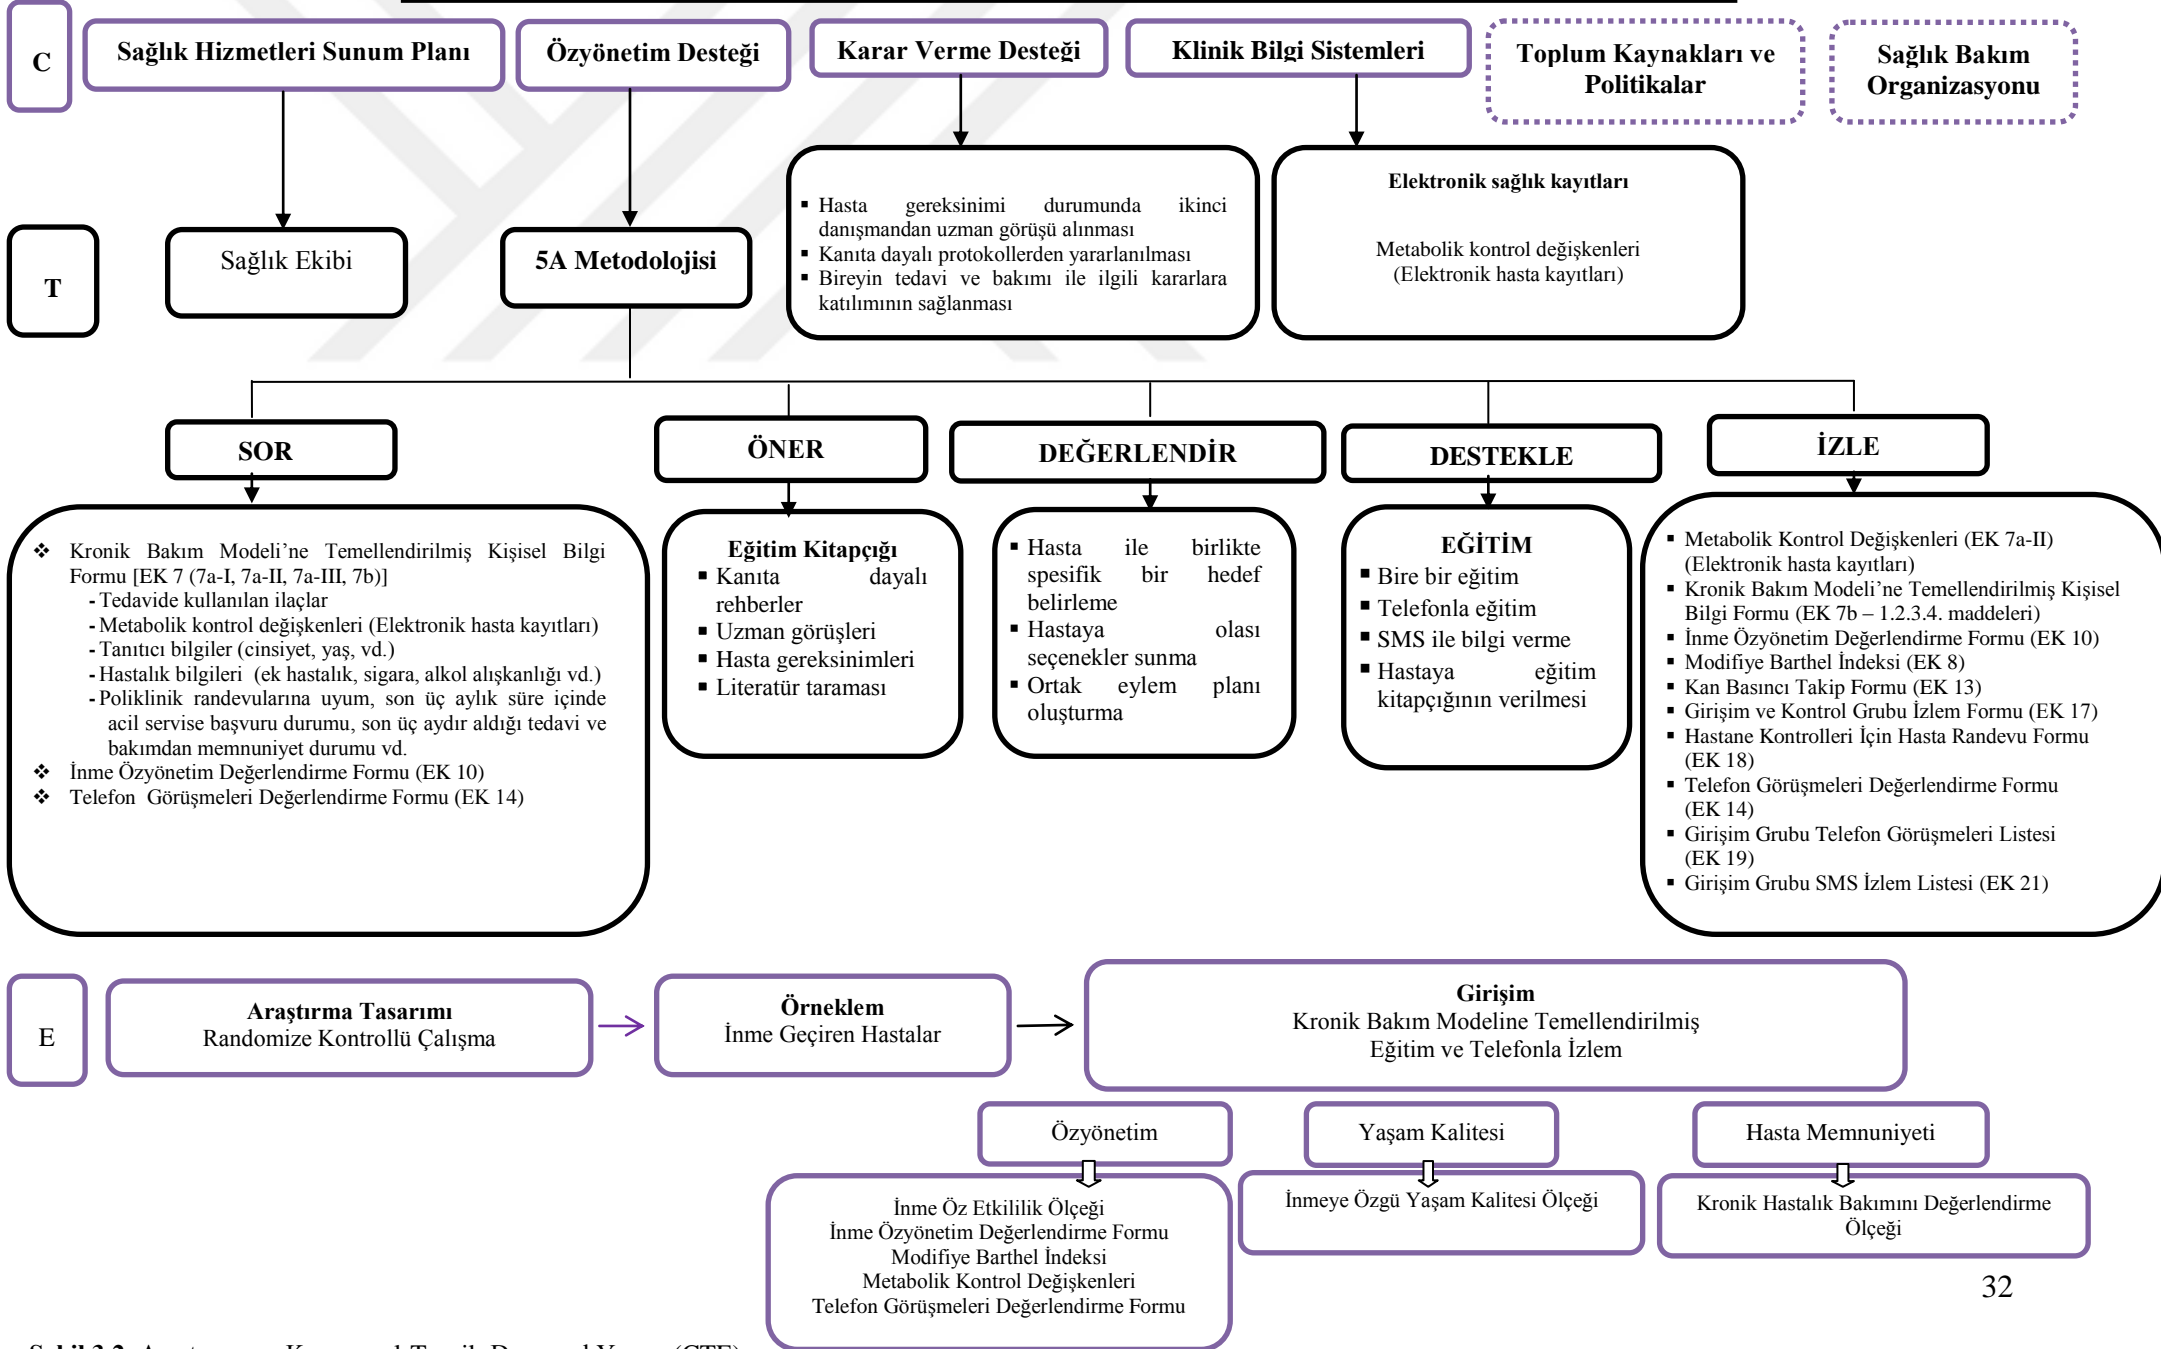 C
Sağlık Hizmetleri Sunum Planı
Özyönetim Desteği
Karar Verme Desteği
Klinik Bilgi Sistemleri
Toplum Kaynakları ve
Politikalar
Sağlık Bakım
Organizasyonu
T
Sağlık Ekibi
5A Metodolojisi
▪ Hasta gereksinimi durumunda ikinci
danışmandan uzman görüşü alınması
▪ Kanıta dayalı protokollerden yararlanılması
▪ Bireyin tedavi ve bakımı ile ilgili kararlara
katılımının sağlanması
Elektronik sağlık kayıtları
Metabolik kontrol değişkenleri
(Elektronik hasta kayıtları)
SOR
ÖNER
DEĞERLENDİR
DESTEKLE
İZLE
❖ Kronik Bakım Modeli’ne Temellendirilmiş Kişisel Bilgi
Formu [EK 7 (7a-I, 7a-II, 7a-III, 7b)]
- Tedavide kullanılan ilaçlar
- Metabolik kontrol değişkenleri (Elektronik hasta kayıtları)
- Tanıtıcı bilgiler (cinsiyet, yaş, vd.)
- Hastalık bilgileri (ek hastalık, sigara, alkol alışkanlığı vd.)
- Poliklinik randevularına uyum, son üç aylık süre içinde
acil servise başvuru durumu, son üç aydır aldığı tedavi ve
bakımdan memnuniyet durumu vd.
❖ İnme Özyönetim Değerlendirme Formu (EK 10)
❖ Telefon Görüşmeleri Değerlendirme Formu (EK 14)
Eğitim Kitapçığı
▪ Kanıta dayalı
rehberler
▪ Uzman görüşleri
▪ Hasta gereksinimleri
▪ Literatür taraması
▪ Hasta ile birlikte
spesifik bir hedef
belirleme
▪ Hastaya olası
seçenekler sunma
▪ Ortak eylem planı
oluşturma
EĞİTİM
▪ Bire bir eğitim
▪ Telefonla eğitim
▪ SMS ile bilgi verme
▪ Hastaya eğitim
kitapçığının verilmesi
▪ Metabolik Kontrol Değişkenleri (EK 7a-II)
(Elektronik hasta kayıtları)
▪ Kronik Bakım Modeli’ne Temellendirilmiş Kişisel
Bilgi Formu (EK 7b – 1.2.3.4. maddeleri)
▪ İnme Özyönetim Değerlendirme Formu (EK 10)
▪ Modifiye Barthel İndeksi (EK 8)
▪ Kan Basıncı Takip Formu (EK 13)
▪ Girişim ve Kontrol Grubu İzlem Formu (EK 17)
▪ Hastane Kontrolleri İçin Hasta Randevu Formu
(EK 18)
▪ Telefon Görüşmeleri Değerlendirme Formu
(EK 14)
▪ Girişim Grubu Telefon Görüşmeleri Listesi
(EK 19)
▪ Girişim Grubu SMS İzlem Listesi (EK 21)
E
Araştırma Tasarımı
Randomize Kontrollü Çalışma
Örneklem
İnme Geçiren Hastalar
Girişim
Kronik Bakım Modeline Temellendirilmiş
Eğitim ve Telefonla İzlem
Özyönetim
Yaşam Kalitesi
Hasta Memnuniyeti
İnme Öz Etkililik Ölçeği
İnme Özyönetim Değerlendirme Formu
Modifiye Barthel İndeksi
Metabolik Kontrol Değişkenleri
Telefon Görüşmeleri Değerlendirme Formu
İnmeye Özgü Yaşam Kalitesi Ölçeği
Kronik Hastalık Bakımını Değerlendirme
Ölçeği
32